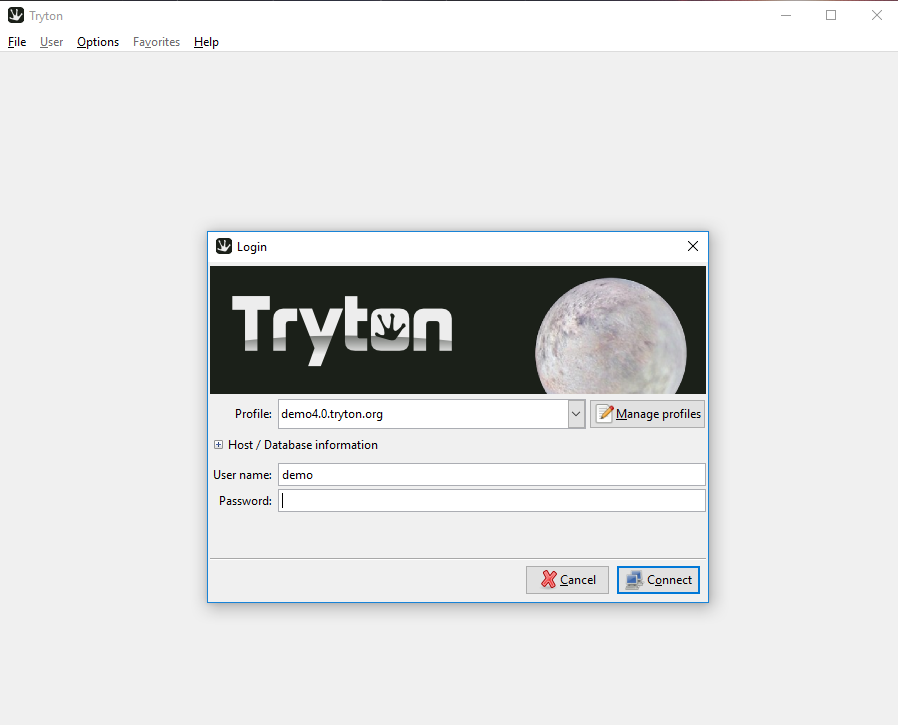 Tryton
File User Options Favorites Help
Login
Tryton
Profile: demo4.0.tryton.org Manage profiles
Host / Database information
User name: demo
Password:
Cancel Connect